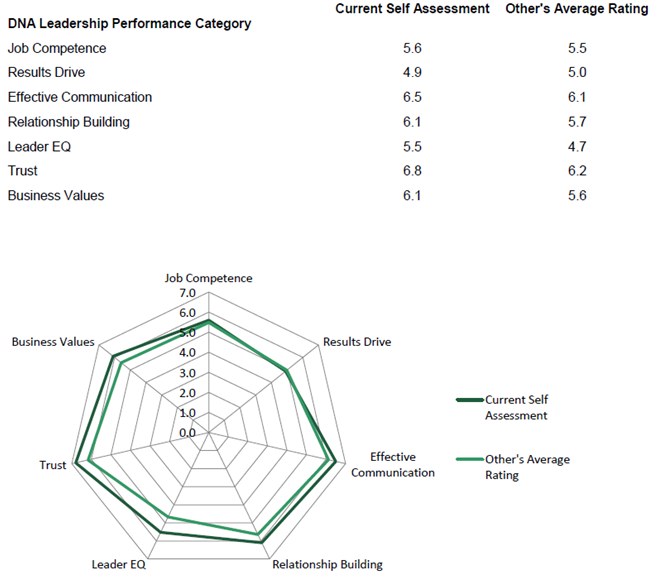 Current Self Assessment Other's Average Rating
DNA Leadership Performance Category
Job Competence 5.6 5.5
Results Drive 4.9 5.0
Effective Communication 6.5 6.1
Relationship Building 6.1 5.7
Leader EQ 5.5 4.7
Trust 6.8 6.2
Business Values 6.1 5.6
Job Competence
7.0
6.0
5.0
4.0
3.0
2.0
1.0
0.0
Business Values
Results Drive
Trust
Effective
Communication
Leader EQ
Relationship Building
Current Self
Assessment
Other's Average
Rating